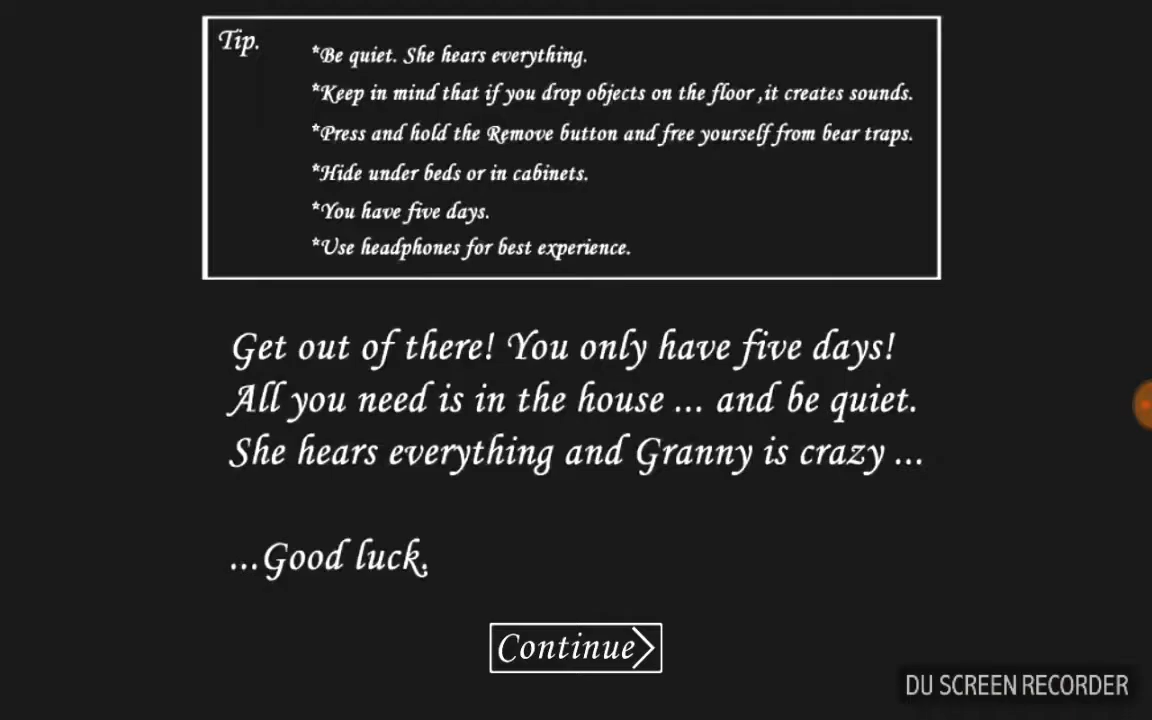 Tip.
*Be quiet. She hears everything.
*Keep in mind that if you drop objects on the floor ,it creates sounds.
*Press and hold the Remove button and free yourself from bear traps.
*Hide under beds or in cabinets.
*You have five days.
*Use headphones for best experience.
Get out of there! You only have five days!
All you need is in the house ... and be quiet.
She hears everything and Granny is crazy ...
...Good luck.
Continue
DU SCREEN RECORDER